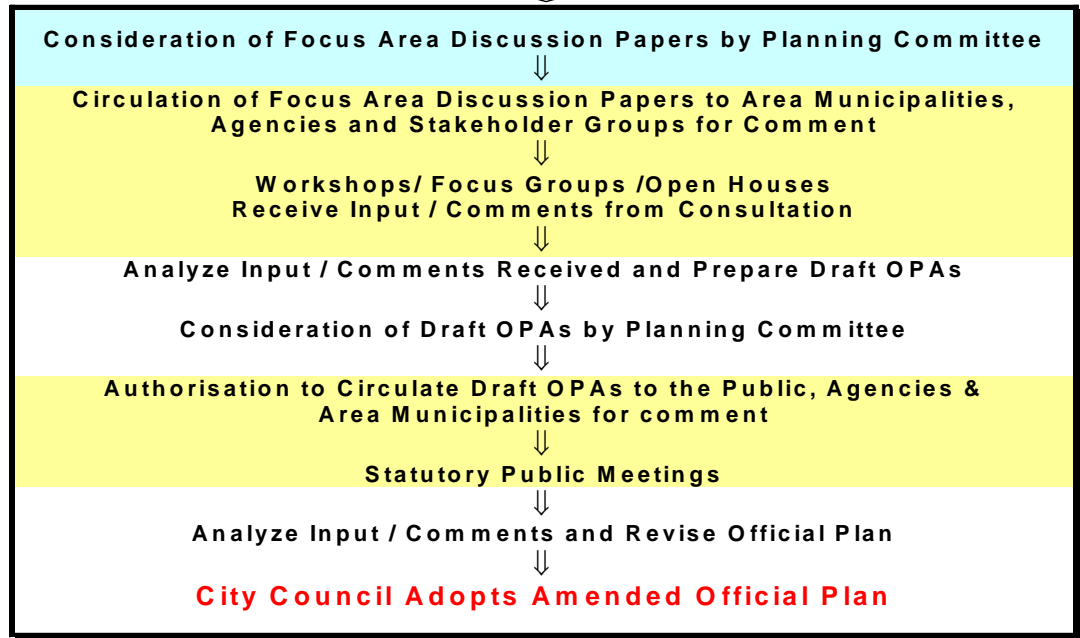 Consideration of Focus Area Discussion Papers by Planning Committee
⇓
Circulation of Focus Area Discussion Papers to Area Municipalities,
Agencies and Stakeholder Groups for Comment
⇓
Workshops/ Focus Groups /Open Houses
Receive Input / Comments from Consultation
⇓
Analyze Input / Comments Received and Prepare Draft OPAs
⇓
Consideration of Draft OPAs by Planning Committee
⇓
Authorisation to Circulate Draft OPAs to the Public, Agencies &
Area Municipalities for comment
⇓
Statutory Public Meetings
⇓
Analyze Input / Comments and Revise Official Plan
⇓
City Council Adopts Amended Official Plan